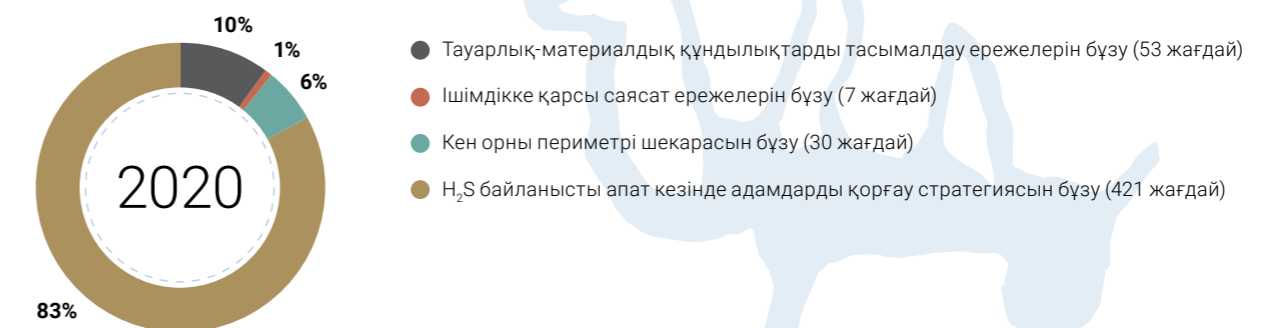 10%
1%
6%
2020
83%
Тауарлық-материалдық құндылықтарды тасымалдау ережелерін бұзу (53 жағдай)
Ішімдікке қарсы саясат ережелерін бұзу (7 жағдай)
Кен орны периметрі шекарасын бұзу (30 жағдай)
H₂S байланысты апат кезінде адамдарды қорғау стратегиясын бұзу (421 жағдай)